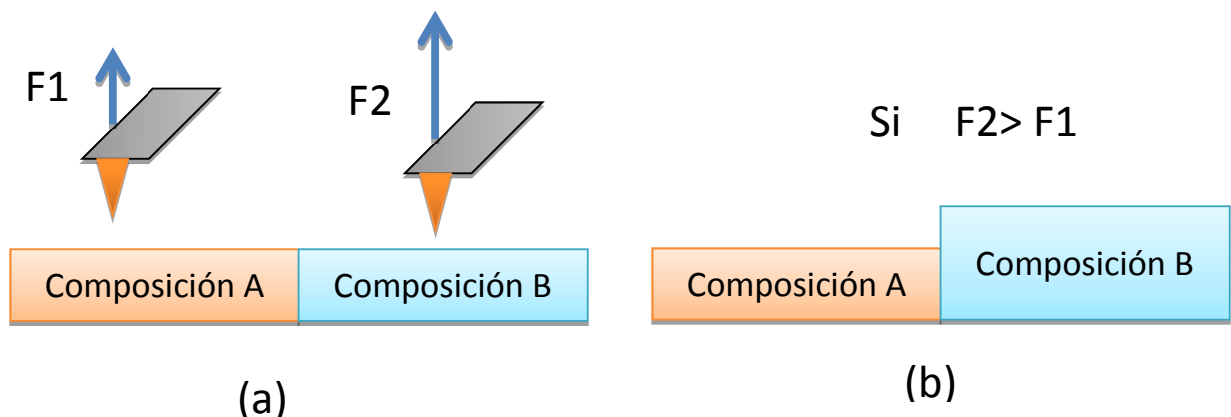 F1
F2
Composición A
Composición B
(a)
Si F2> F1
Composición A
Composición B
(b)